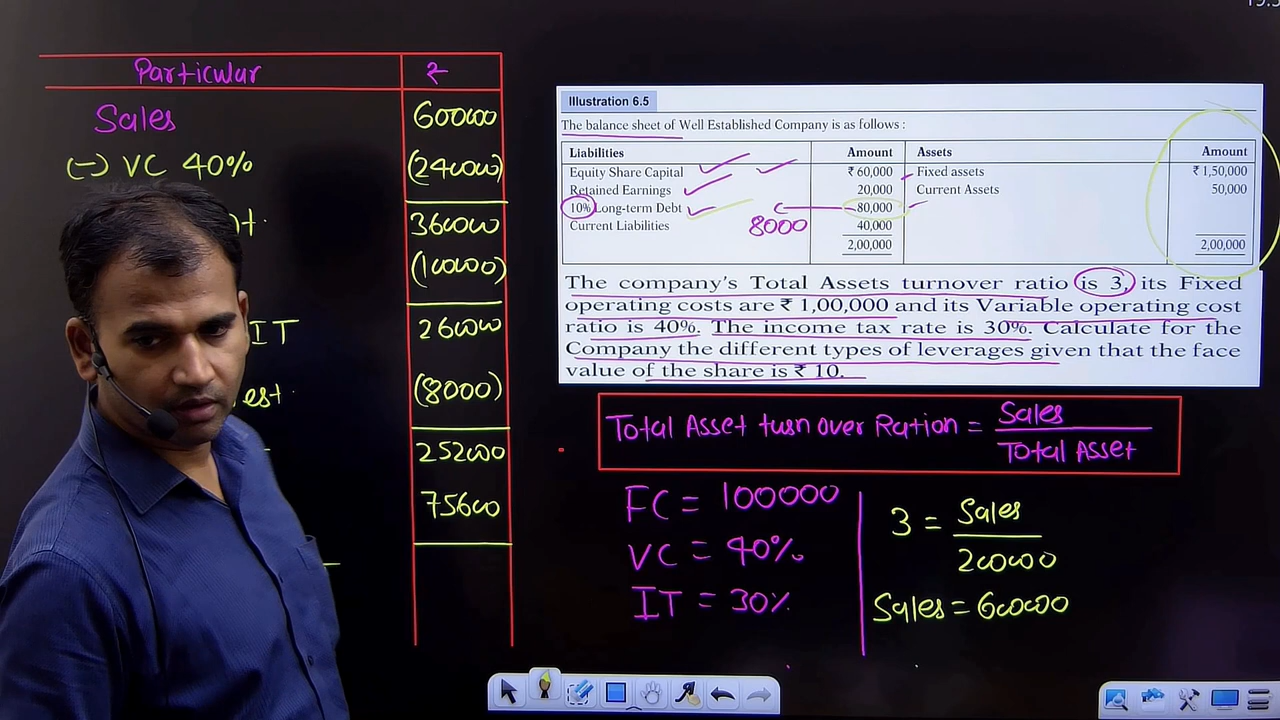 Particular ₹
Sales 600000
(-) VC 40% (240000)
360000
(100000)
IT 260000
est (8000)
252000
75600
Illustration 6.5
The balance sheet of Well Established Company is as follows :
Liabilities Amount Assets Amount
Equity Share Capital ₹ 60,000 Fixed assets ₹ 1,50,000
Retained Earnings 20,000 Current Assets 50,000
10% Long-term Debt 80,000
8000
Current Liabilities 40,000
2,00,000 2,00,000
The company's Total Assets turnover ratio is 3, its Fixed
operating costs are ₹ 1,00,000 and its Variable operating cost
ratio is 40%. The income tax rate is 30%. Calculate for the
Company the different types of leverages given that the face
value of the share is ₹ 10.
Total Asset turn over Ration = Sales
Total Asset
FC = 100000
VC = 40%
IT = 30%
3 = Sales
200000
Sales = 600000